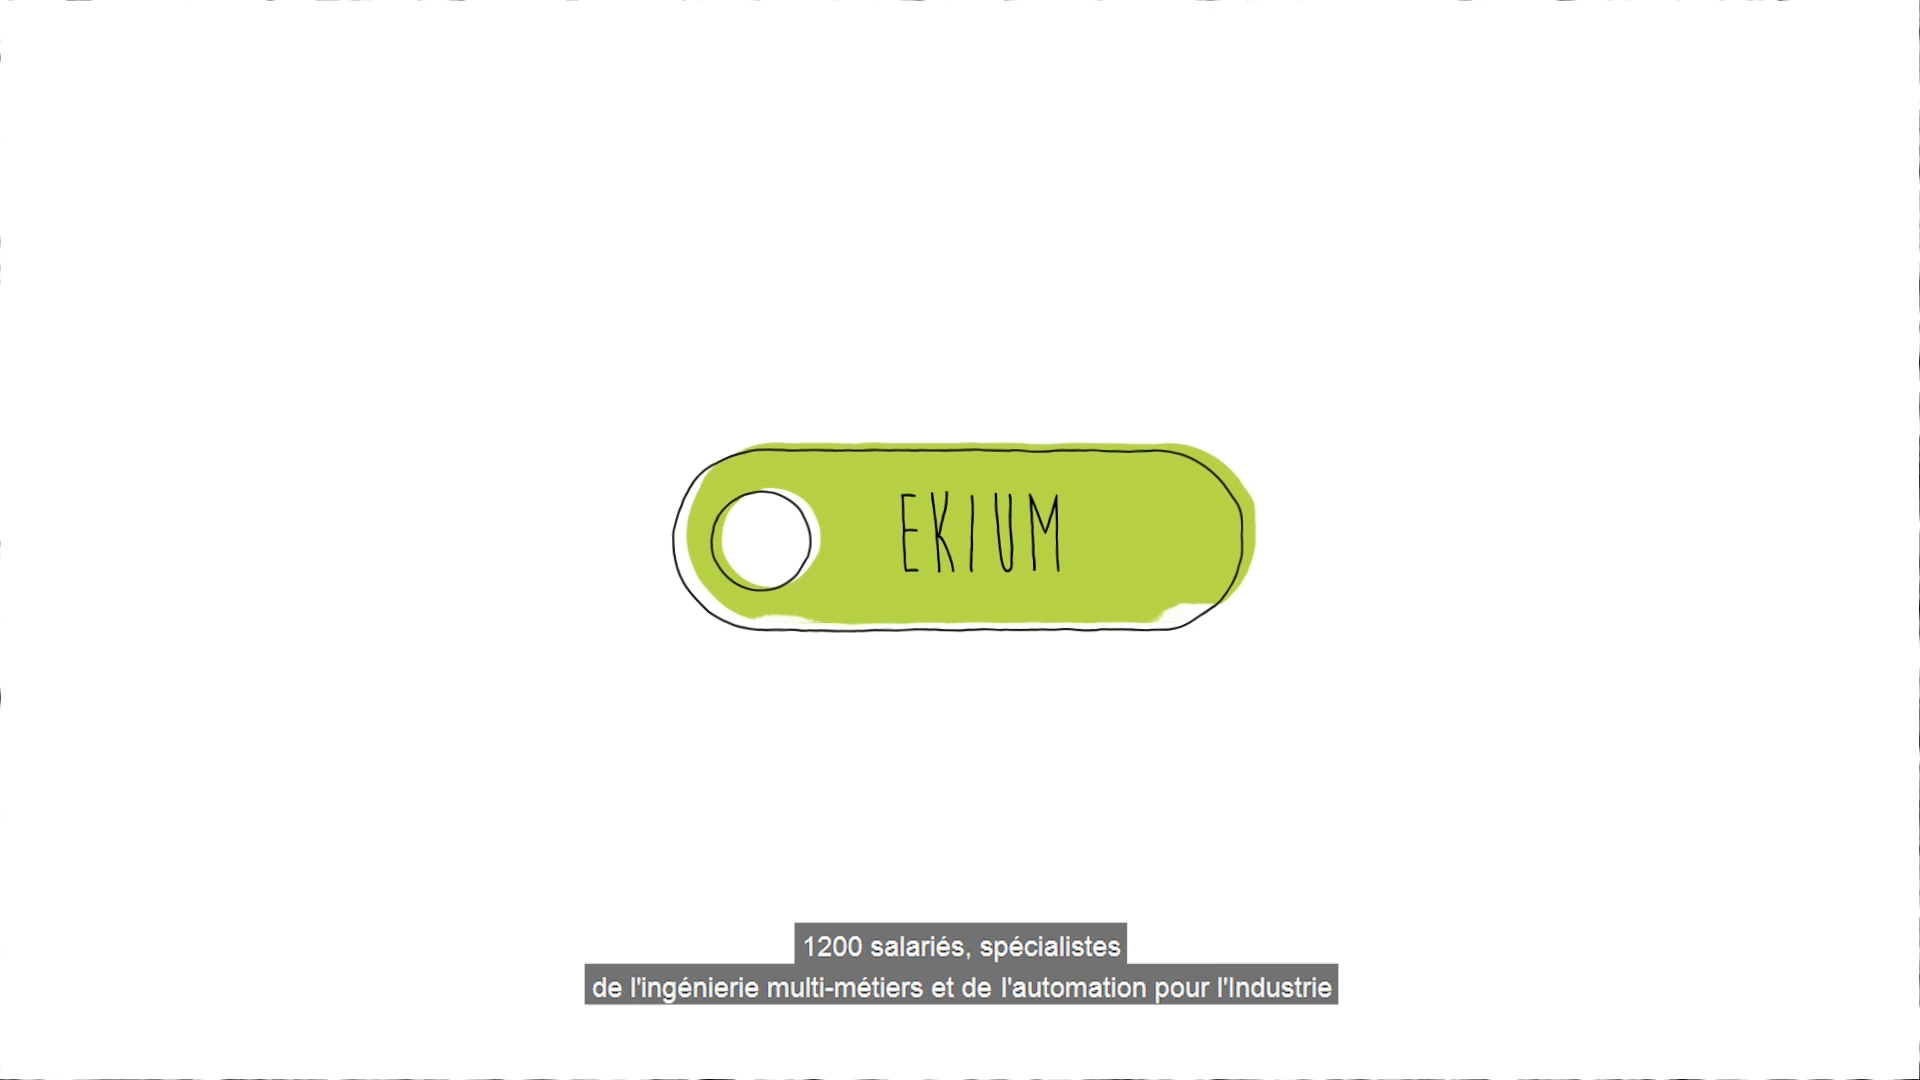 EKIUM
1200 salariés, spécialistes
de l'ingénierie multi-métiers et de l'automation pour l'Industrie